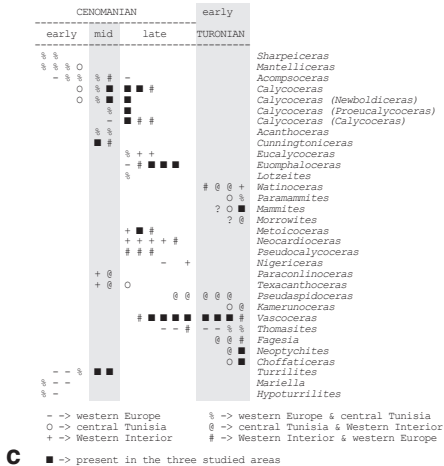 CENOMANIAN early
early mid late TURONIAN
% % Sharpeiceras
% % % O Mantelliceras
- % % % # - Acompsoceras
O % ■ ■ ■ # Calycoceras
O % ■ ■ Calycoceras (Newboldiceras)
% ■ Calycoceras (Proeucalycoceras)
- ■ # # Calycoceras (Calycoceras)
% % Acanthoceras
■ # Cunningtoniceras
% + + Eucalycoceras
- # ■ ■ ■ Euomphaloceras
% Lotzeites
# @ @ + Watinoceras
O % Paramammites
? O ■ Mammites
? @ Morrowites
+ ■ # Metoicoceras
+ + + + # Neocardioceras
# # # Pseudocalycoceras
- + Nigericeras
+ @ Paraconlinoceras
+ @ O Texacanthoceras
@ @ @ @ @ Pseudaspidoceras
O @ Kamerunoceras
# ■ ■ ■ ■ ■ ■ ■ # Vascoceras
- - # - - % % Thomasites
@ @ # Fagesia
@ ■ Neoptychites
O ■ Choffaticeras
- - % ■ ■ Turrilites
% - Mariella
% - - Hypoturrilites
- -> western Europe % -> western Europe & central Tunisia
O -> central Tunisia @ -> central Tunisia & Western Interior
+ -> Western Interior # -> Western Interior & western Europe
C ■ -> present in the three studied areas